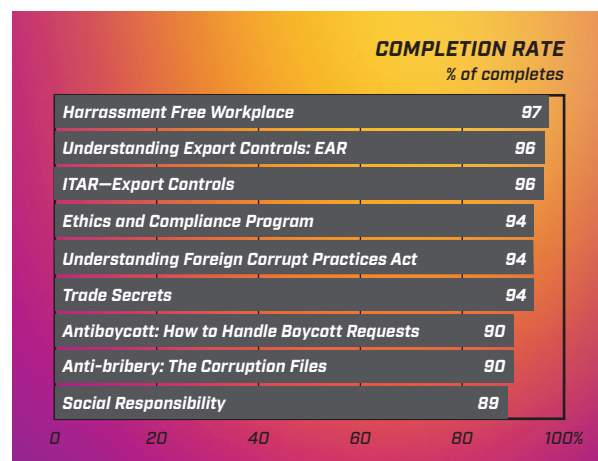 COMPLETION RATE
% of completes
Harrassment Free Workplace 97
Understanding Export Controls: EAR 96
ITAR—Export Controls 96
Ethics and Compliance Program 94
Understanding Foreign Corrupt Practices Act 94
Trade Secrets 94
Antiboycott: How to Handle Boycott Requests 90
Anti-bribery: The Corruption Files 90
Social Responsibility 89
0 20 40 60 80 100%